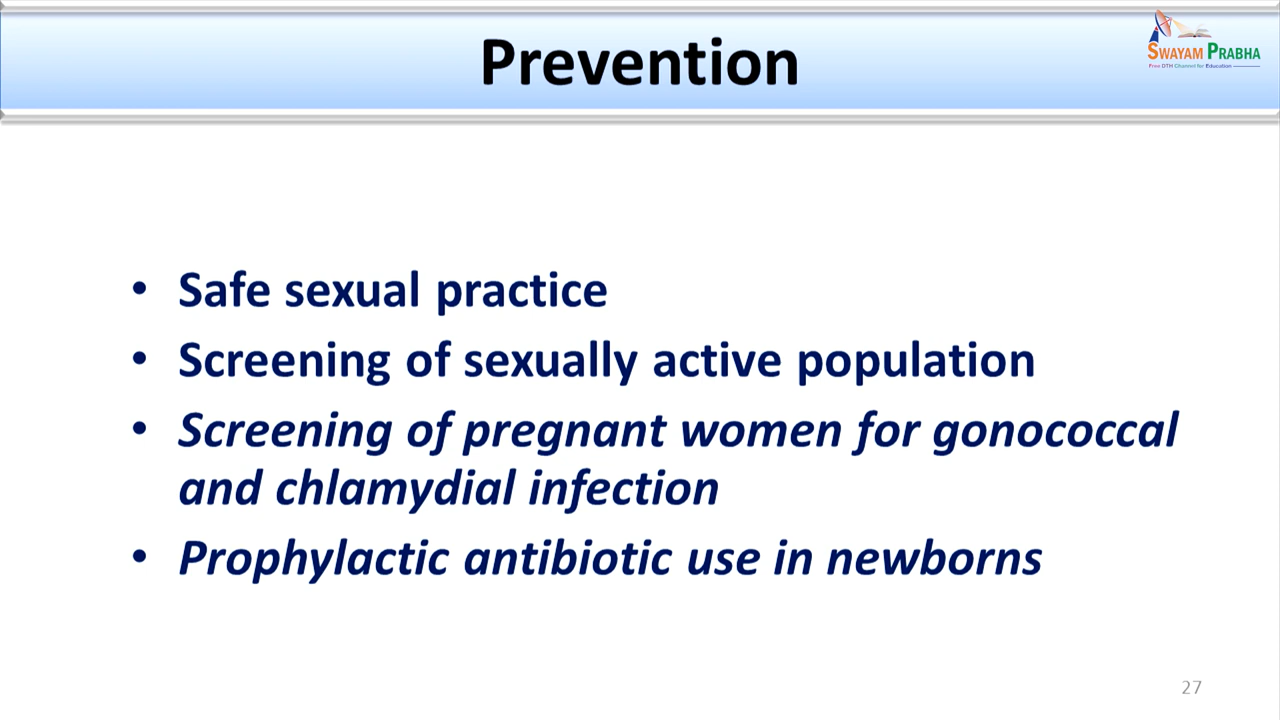 Prevention
SWAYAM PRABHA
Free DTH Channel for Education
• Safe sexual practice
• Screening of sexually active population
• Screening of pregnant women for gonococcal
and chlamydial infection
• Prophylactic antibiotic use in newborns
27